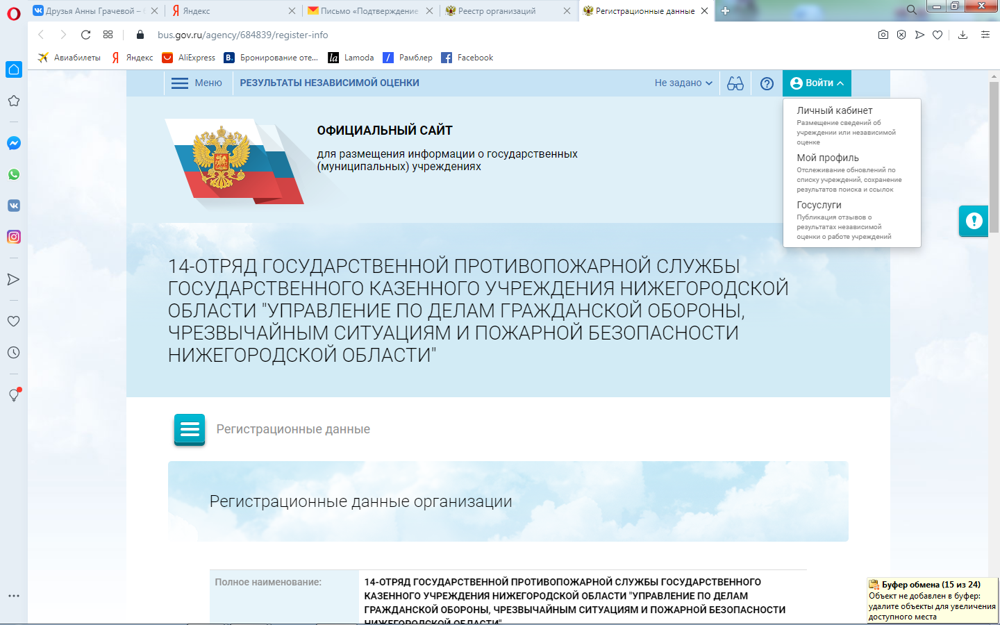 Друзья Анны Грачевой –
Яндекс
Письмо «Подтверждение
Реестр организаций
Регистрационные данные
bus.gov.ru/agency/684839/register-info
Авиабилеты
Яндекс
AliExpress
B.
Бронирование оте...
la
Lamoda
Рамблер
Facebook
Меню
РЕЗУЛЬТАТЫ НЕЗАВИСИМОЙ ОЦЕНКИ
Не задано
Войти
Личный кабинет
Размещение сведений об
учреждении или независимой
оценке
Мой профиль
Отслеживание обновлений по
списку учреждений, сохранение
результатов поиска и ссылок
Госуслуги
Публикация отзывов о
результатах независимой
оценки о работе учреждений
ОФИЦИАЛЬНЫЙ САЙТ
для размещения информации о государственных
(муниципальных) учреждениях
14-ОТРЯД ГОСУДАРСТВЕННОЙ ПРОТИВОПОЖАРНОЙ СЛУЖБЫ
ГОСУДАРСТВЕННОГО КАЗЕННОГО УЧРЕЖДЕНИЯ НИЖЕГОРОДСКОЙ
ОБЛАСТИ "УПРАВЛЕНИЕ ПО ДЕЛАМ ГРАЖДАНСКОЙ ОБОРОНЫ,
ЧРЕЗВЫЧАЙНЫМ СИТУАЦИЯМ И ПОЖАРНОЙ БЕЗОПАСНОСТИ
НИЖЕГОРОДСКОЙ ОБЛАСТИ"
Регистрационные данные
Регистрационные данные организации
Полное наименование:
14-ОТРЯД ГОСУДАРСТВЕННОЙ ПРОТИВОПОЖАРНОЙ СЛУЖБЫ ГОСУДАРСТВЕННОГО
КАЗЕННОГО УЧРЕЖДЕНИЯ НИЖЕГОРОДСКОЙ ОБЛАСТИ "УПРАВЛЕНИЕ ПО ДЕЛАМ
ГРАЖДАНСКОЙ ОБОРОНЫ, ЧРЕЗВЫЧАЙНЫМ СИТУАЦИЯМ И ПОЖАРНОЙ БЕЗОПАСНОСТИ
НИЖЕГОРОДСКОЙ ОБЛАСТИ"
Буфер обмена (15 из 24)
Объект не добавлен в буфер:
удалите объекты для увеличения
доступного места